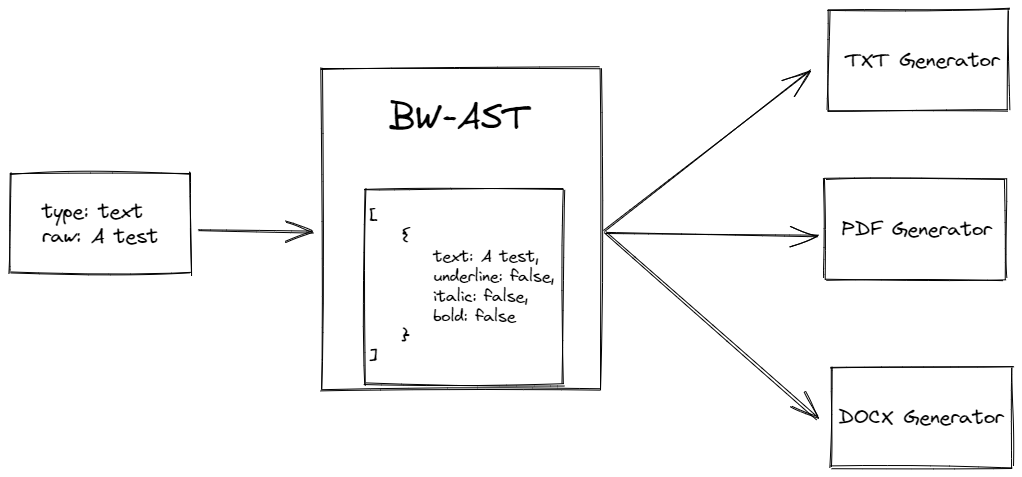 type: text
raw: A test
BW-AST
[
{
text: A test,
underline: false,
italic: false,
bold: false
}
]
TXT Generator
PDF Generator
DOCX Generator